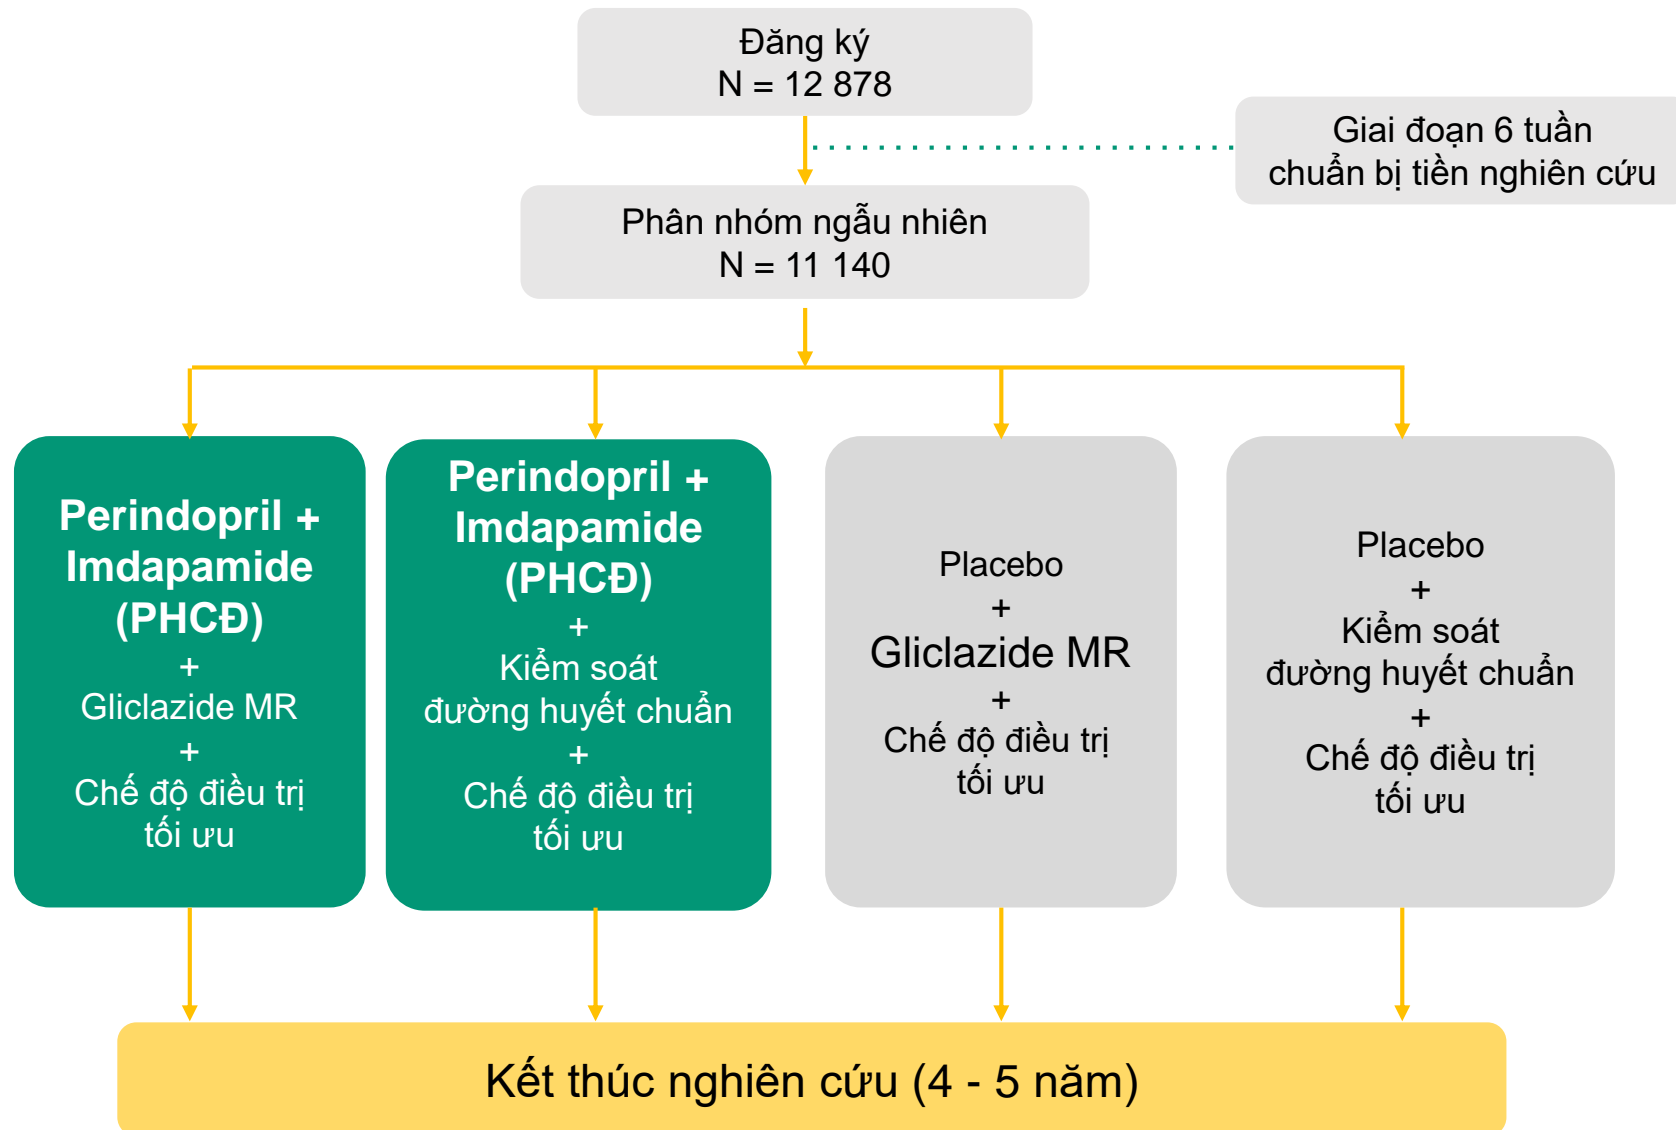 Đăng ký
N = 12 878
Giai đoạn 6 tuần
chuẩn bị tiền nghiên cứu
Phân nhóm ngẫu nhiên
N = 11 140
Perindopril +
Imdapamide
(PHCĐ)
+
Gliclazide MR
+
Chế độ điều trị
tối ưu
Perindopril +
Imdapamide
(PHCĐ)
+
Kiểm soát
đường huyết chuẩn
+
Chế độ điều trị
tối ưu
Placebo
+
Gliclazide MR
+
Chế độ điều trị
tối ưu
Placebo
+
Kiểm soát
đường huyết chuẩn
+
Chế độ điều trị
tối ưu
Kết thúc nghiên cứu (4 - 5 năm)